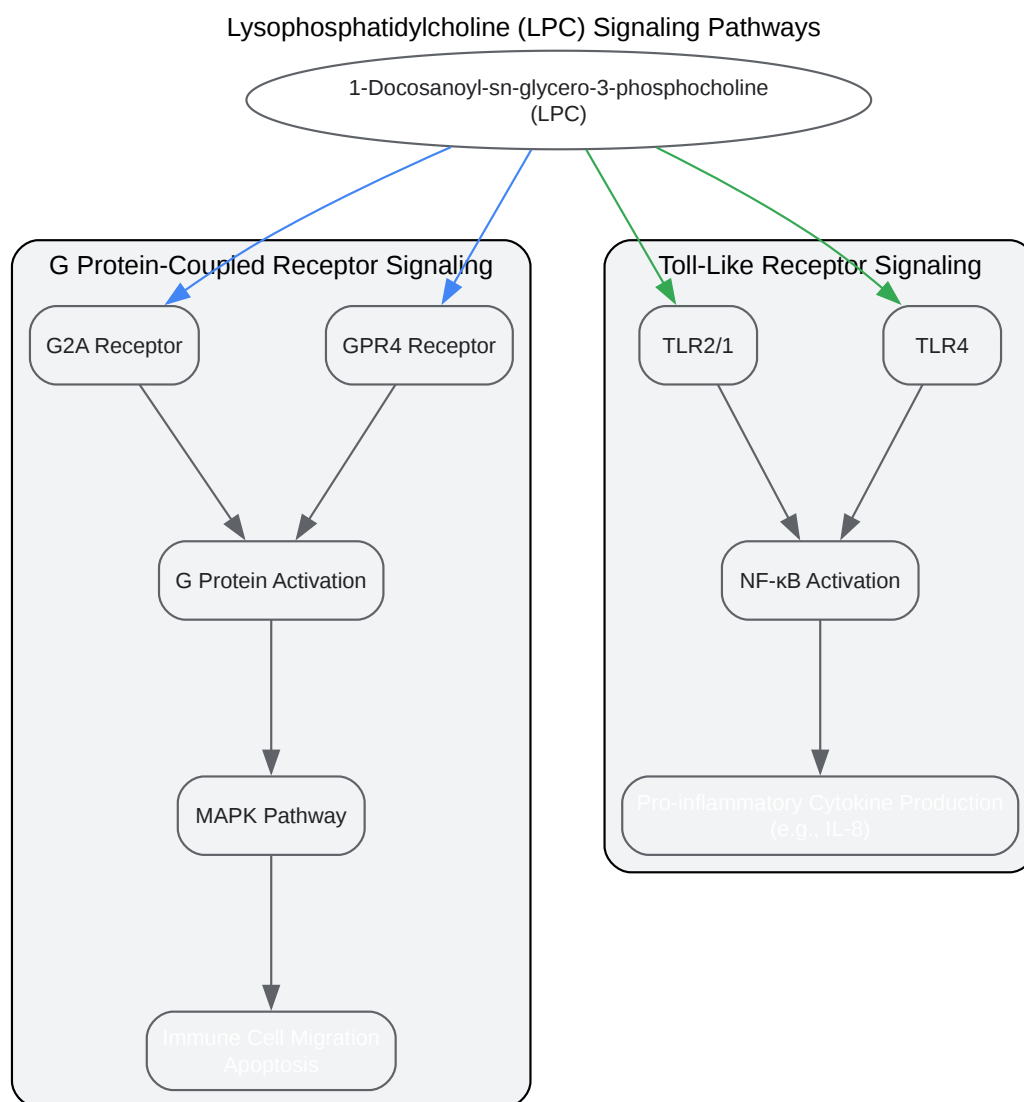 Lysophosphatidylcholine (LPC) Signaling Pathways
1-Docosanoyl-sn-glycero-3-phosphocholine
(LPC)
G Protein-Coupled Receptor Signaling
G2A Receptor
GPR4 Receptor
G Protein Activation
MAPK Pathway
Immune Cell Migration
Apoptosis
Toll-Like Receptor Signaling
TLR2/1
TLR4
NF-κB Activation
Pro-inflammatory Cytokine Production
(e.g., IL-8)